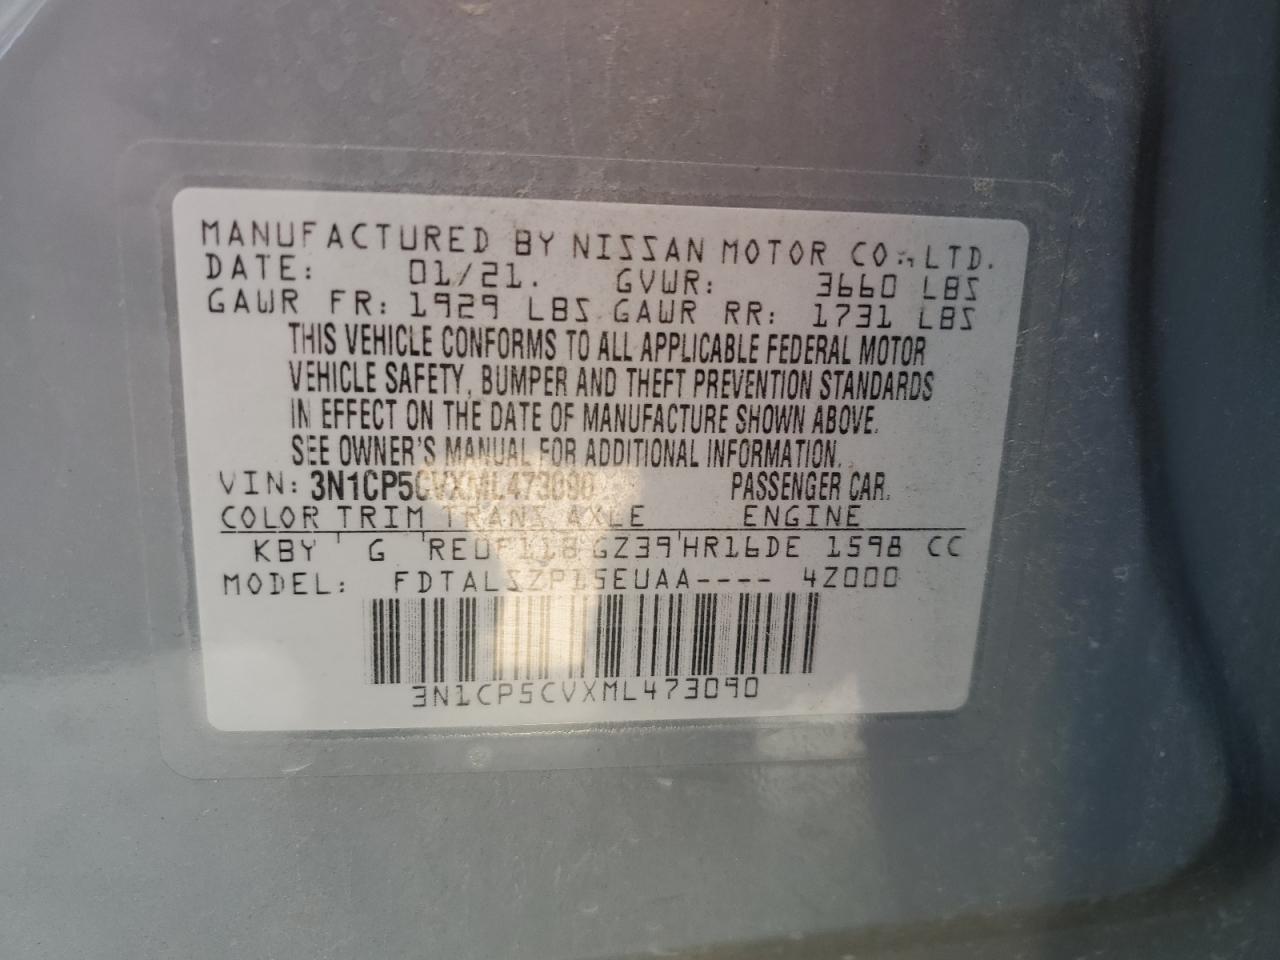 MANUFACTURED BY NISSAN MOTOR CO., LTD.
DATE: 01/21. GVWR: 3660 LBS
GAWR FR: 1929 LBS GAWR RR: 1731 LBS
THIS VEHICLE CONFORMS TO ALL APPLICABLE FEDERAL MOTOR
VEHICLE SAFETY, BUMPER AND THEFT PREVENTION STANDARDS
IN EFFECT ON THE DATE OF MANUFACTURE SHOWN ABOVE.
SEE OWNER'S MANUAL FOR ADDITIONAL INFORMATION.
VIN: 3N1CP5CVXML473090 PASSENGER CAR.
COLOR TRIM TRANS AXLE ENGINE
KBY ' G ' RE0F11B GZ39 ' HR16DE 1598 CC
MODEL: FDTALSZP15EUAA---- 4Z000
3N1CP5CVXML473090